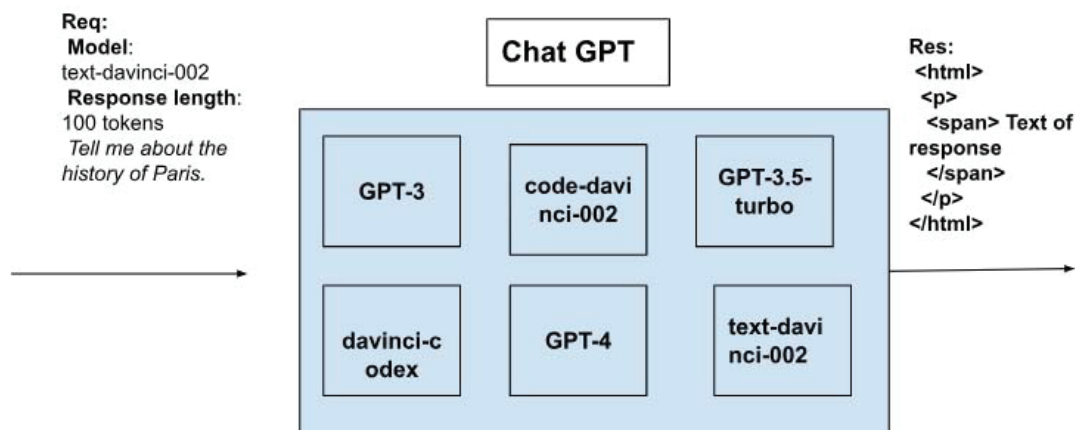 Req:
Model:
text-davinci-002
Response length:
100 tokens
Tell me about the
history of Paris.
Chat GPT
GPT-3
code-davi
nci-002
GPT-3.5-
turbo
davinci-c
odex
GPT-4
text-davi
nci-002
Res:
<html>
<p>
<span> Text of
response
</span>
</p>
</html>